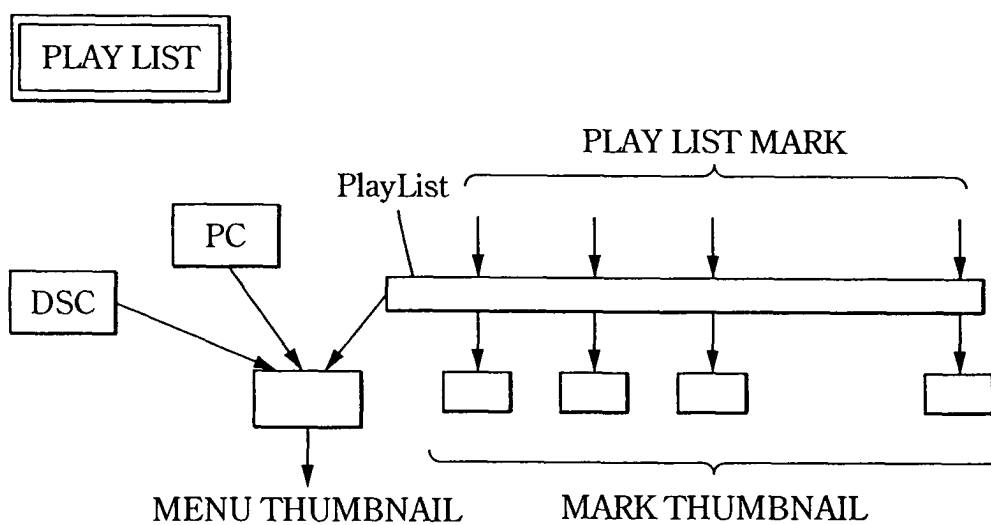 PLAY LIST
PLAY LIST MARK
PlayList
PC
DSC
MENU THUMBNAIL
MARK THUMBNAIL